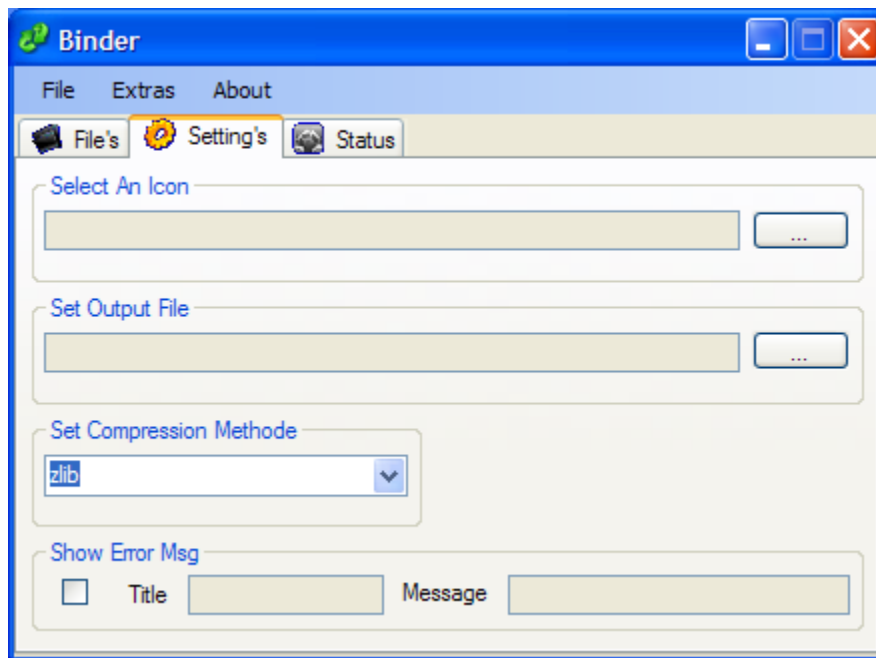 Binder
File Extras About
File's Setting's Status
Select An Icon
...
Set Output File
...
Set Compression Methode
zlib
Show Error Msg
Title Message